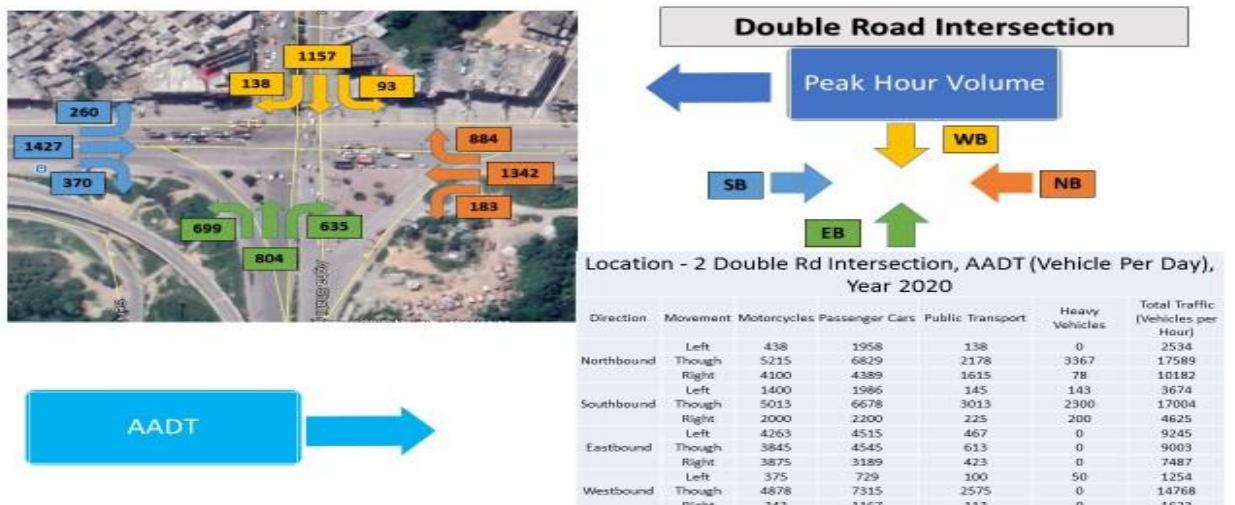 Double Road Intersection
Peak Hour Volume
1157
138
93
260
1427
370
884
1342
183
699
635
804
WB
SB
NB
EB
Location - 2 Double Rd Intersection, AADT (Vehicle Per Day),
Year 2020
Direction Movement Motorcycles Passenger Cars Public Transport Heavy Vehicles Total Traffic (Vehicles per Hour)
Left 438 1958 138 0 2534
Northbound Though 5215 6829 2178 3367 17589
Right 4100 4389 1615 78 10182
Left 1400 1986 145 143 3674
Southbound Though 5013 6678 3013 2300 17004
Right 2000 2200 225 200 4625
Left 4263 4515 467 0 9245
Eastbound Though 3845 4545 613 0 9003
Right 3875 3189 423 0 7487
Left 375 729 100 50 1254
Westbound Though 4878 7315 2575 0 14768
AADT